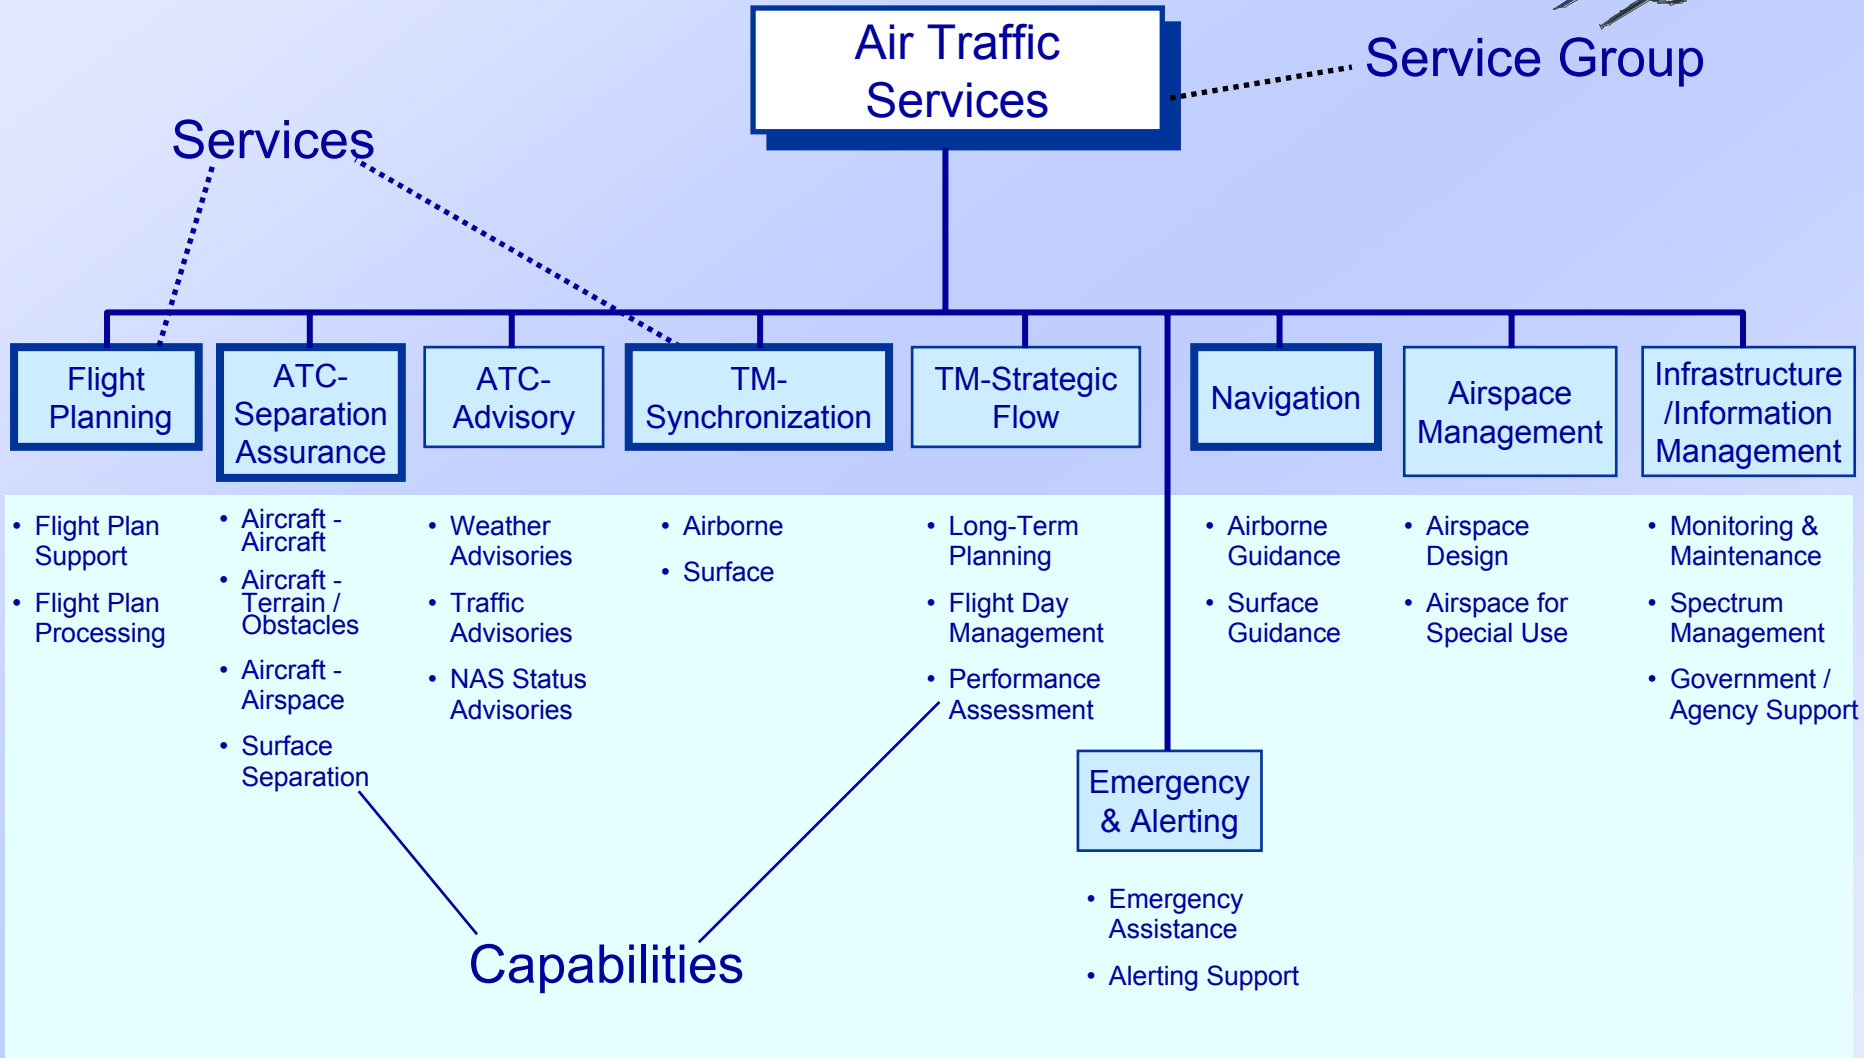 Air Traffic
Services
Service Group
Services
Flight
Planning
ATC-
Separation
Assurance
ATC-
Advisory
TM-
Synchronization
TM-Strategic
Flow
Navigation
Airspace
Management
Infrastructure
/Information
Management
• Flight Plan
Support
• Flight Plan
Processing
• Aircraft -
Aircraft
• Aircraft -
Terrain /
Obstacles
• Aircraft -
Airspace
• Surface
Separation
• Weather
Advisories
• Traffic
Advisories
• NAS Status
Advisories
• Airborne
• Surface
• Long-Term
Planning
• Flight Day
Management
• Performance
Assessment
• Airborne
Guidance
• Surface
Guidance
• Airspace
Design
• Airspace for
Special Use
• Monitoring &
Maintenance
• Spectrum
Management
• Government /
Agency Support
Emergency
& Alerting
• Emergency
Assistance
• Alerting Support
Capabilities